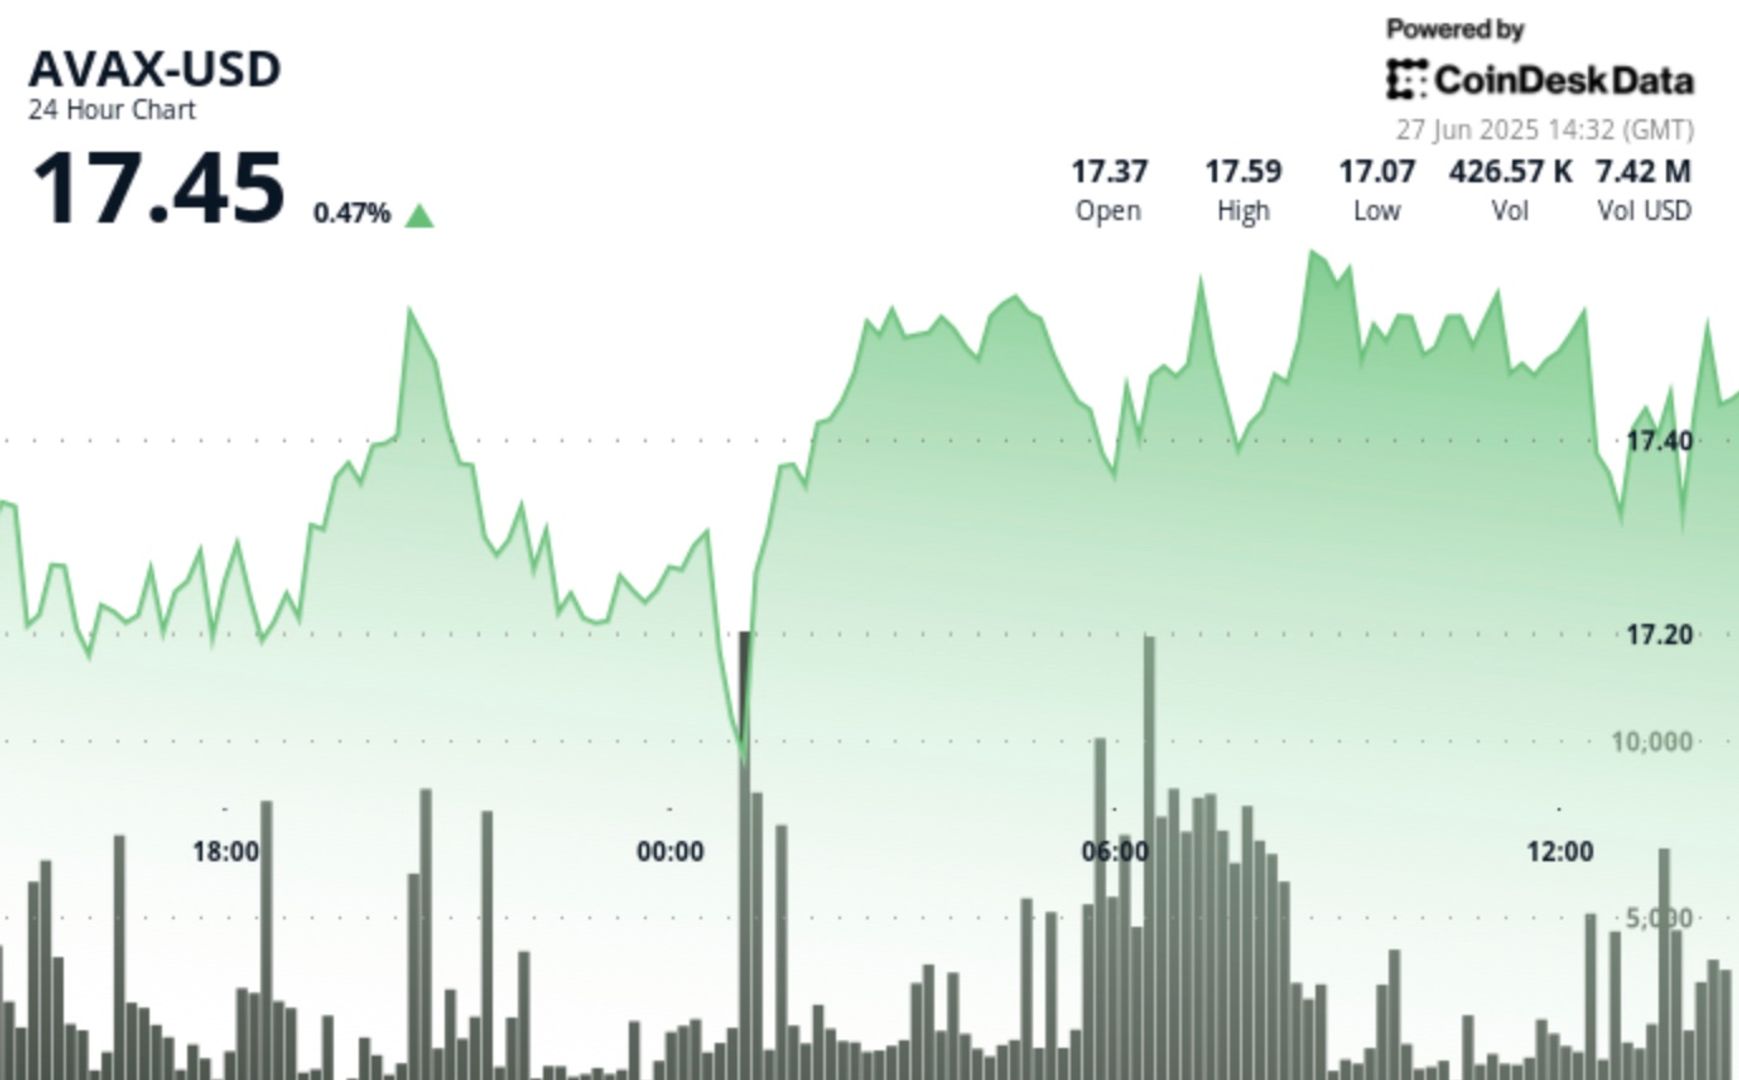 Powered by
CoinDesk Data
AVAX-USD
24 Hour Chart
27 Jun 2025 14:32 (GMT)
17.45 0.47%
17.37 17.59 17.07 426.57 K 7.42 M
Open High Low Vol Vol USD
17.40
17.20
10,000
18:00 00:00 06:00 12:00
5,000